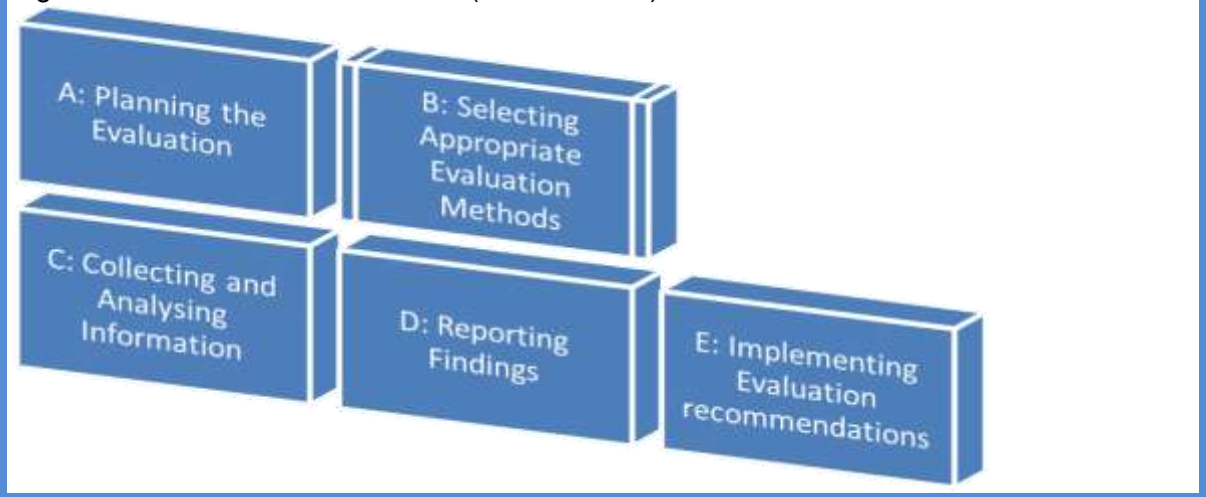 A: Planning the
Evaluation
B: Selecting
Appropriate
Evaluation
Methods
C: Collecting and
Analysing
Information
D: Reporting
Findings
E: Implementing
Evaluation
recommendations